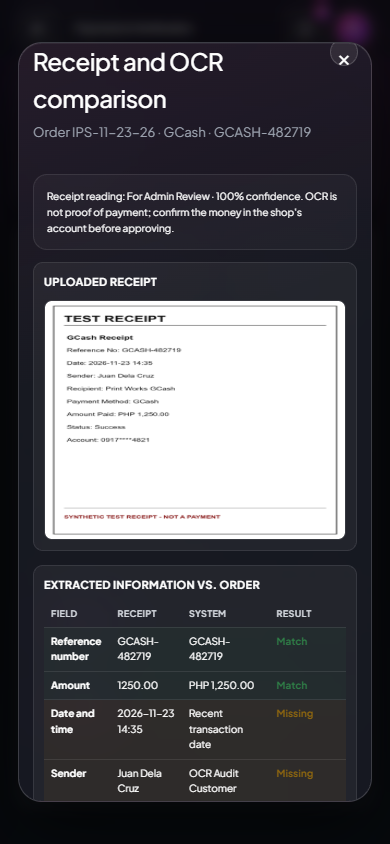 Receipt and OCR
comparison
Order IPS-11-23-26 · GCash · GCASH-482719
Receipt reading: For Admin Review · 100% confidence. OCR is
not proof of payment; confirm the money in the shop's
account before approving.
UPLOADED RECEIPT
TEST RECEIPT
GCash Receipt
Reference No: GCASH-482719
Date: 2026-11-23 14:35
Sender: Juan Dela Cruz
Recipient: Print Works GCash
Payment Method: GCash
Amount Paid: PHP 1,250.00
Status: Success
Account: 0917****4821
SYNTHETIC TEST RECEIPT - NOT A PAYMENT
EXTRACTED INFORMATION VS. ORDER
FIELD RECEIPT SYSTEM RESULT
Reference GCASH- GCASH- Match
number 482719 482719
Amount 1250.00 PHP 1,250.00 Match
Date and 2026-11-23 Recent Missing
time 14:35 transaction
date
Sender Juan Dela OCR Audit Missing
Cruz Customer